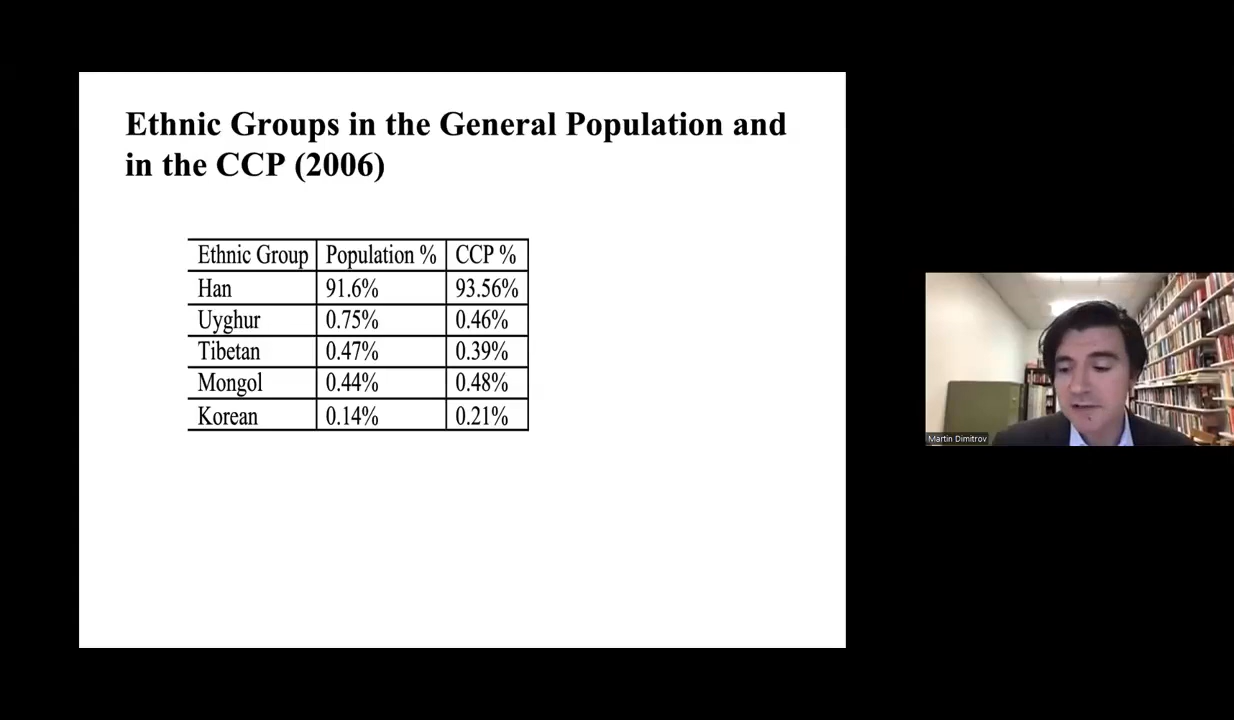 Ethnic Groups in the General Population and
in the CCP (2006)
Ethnic Group Population % CCP %
Han 91.6% 93.56%
Uyghur 0.75% 0.46%
Tibetan 0.47% 0.39%
Mongol 0.44% 0.48%
Korean 0.14% 0.21%
Martin Dimitrov